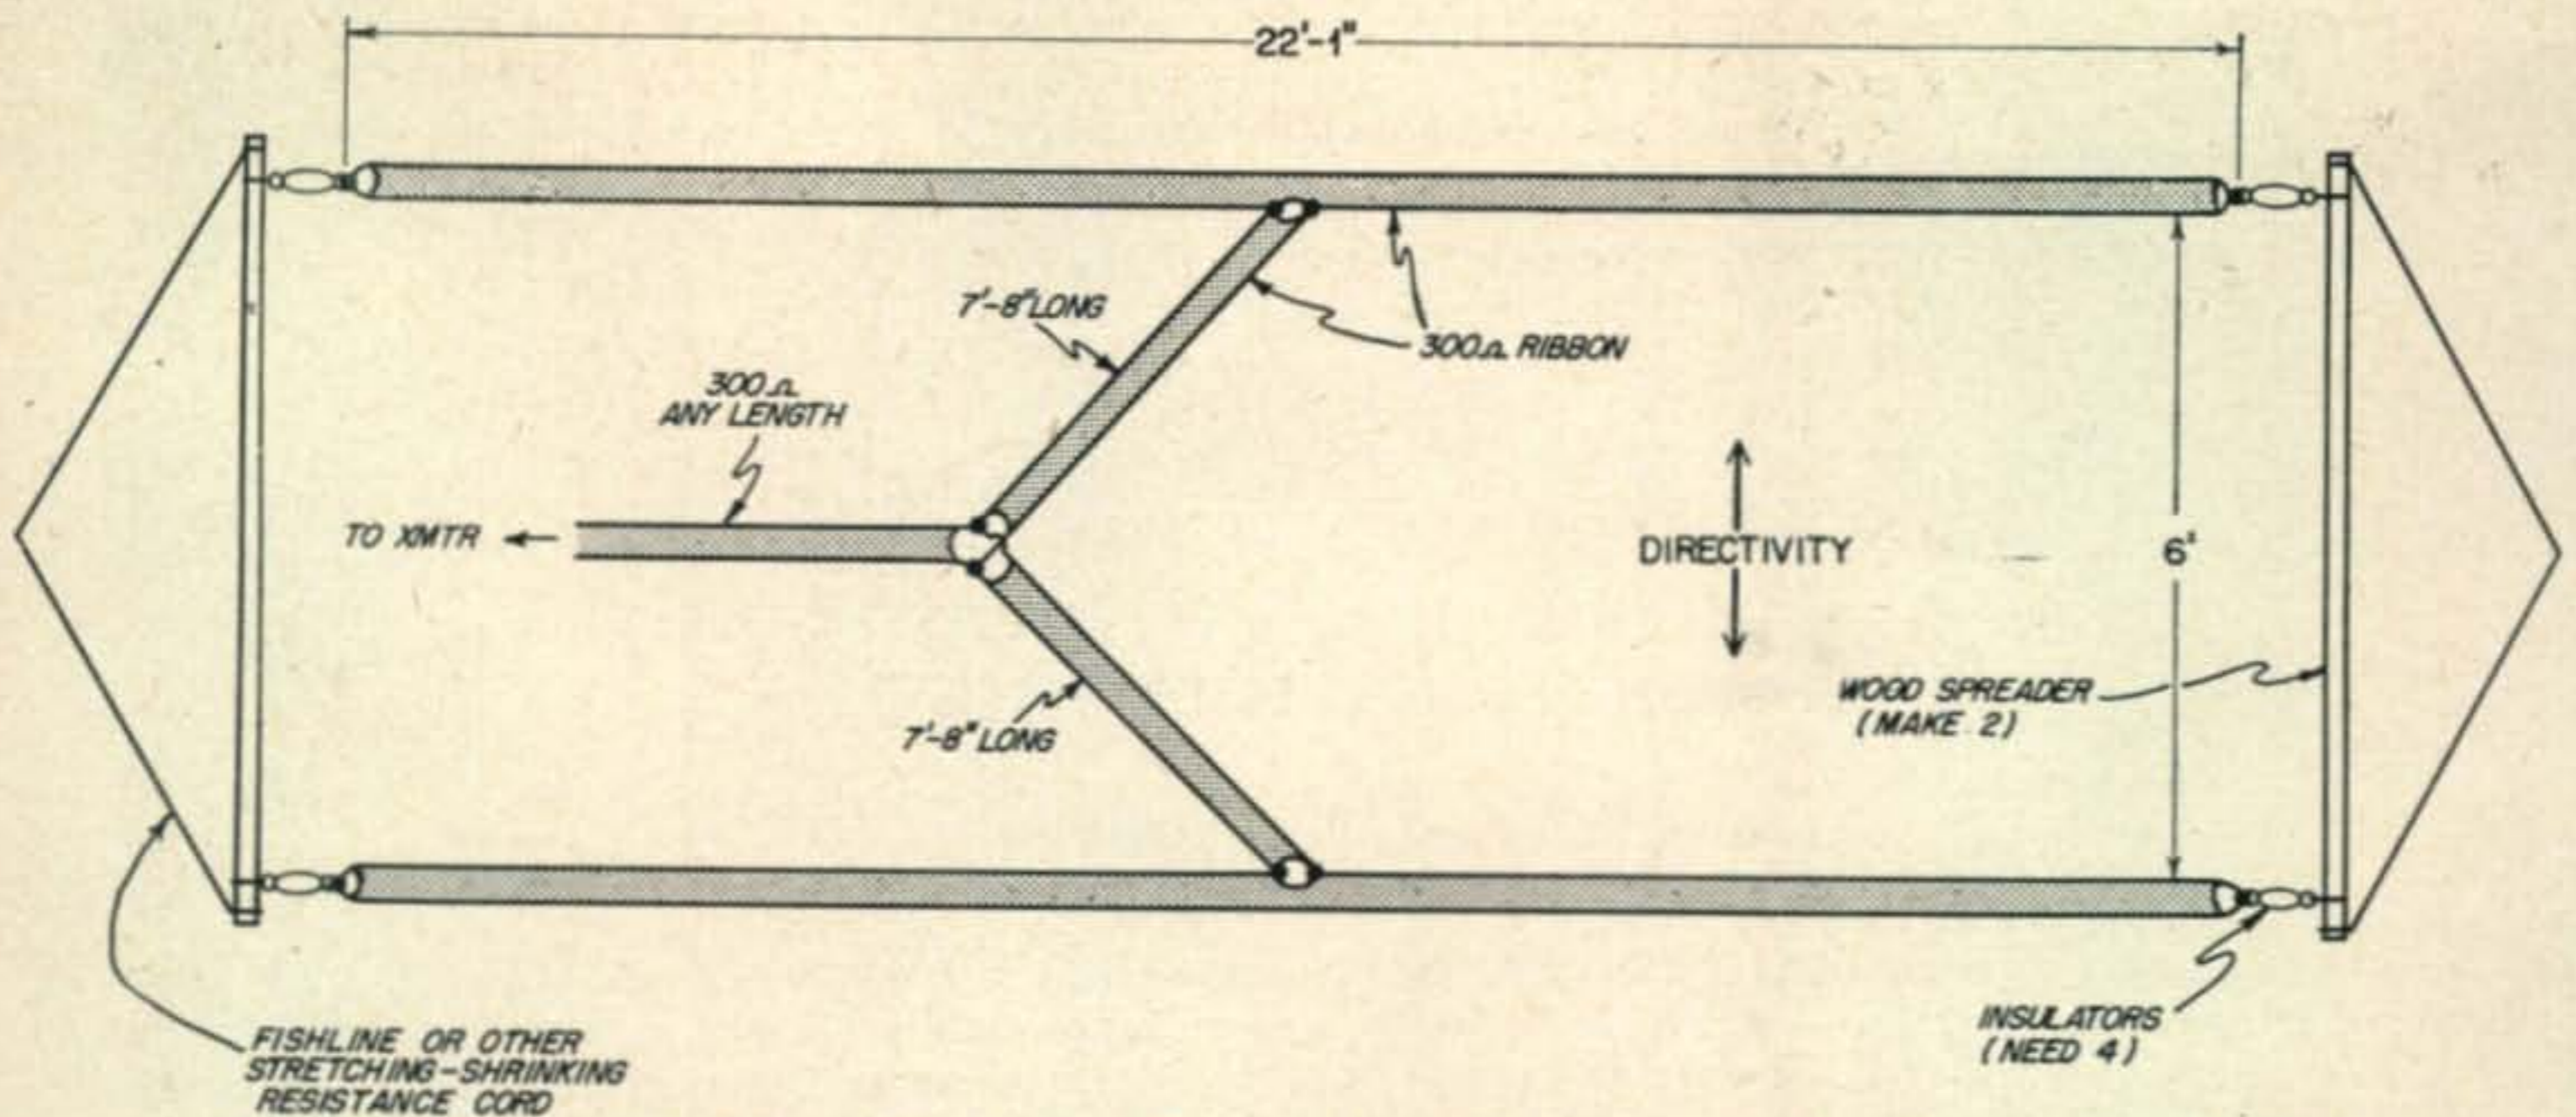 22'-1"
7'-8" LONG
300Ω RIBBON
300Ω
ANY LENGTH
TO XMTR
DIRECTIVITY
6'
WOOD SPREADER
(MAKE 2)
7'-8" LONG
INSULATORS
(NEED 4)
FISHLINE OR OTHER
STRETCHING-SHRINKING
RESISTANCE CORD